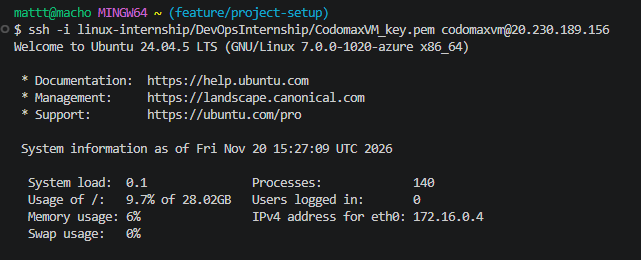 mattt@macho MINGW64 ~ (feature/project-setup)
$ ssh -i linux-internship/DevOpsInternship/CodomaxVM_key.pem codomaxvm@20.230.189.156
Welcome to Ubuntu 24.04.5 LTS (GNU/Linux 7.0.0-1020-azure x86_64)
* Documentation:  https://help.ubuntu.com
* Management:     https://landscape.canonical.com
* Support:        https://ubuntu.com/pro
System information as of Fri Nov 20 15:27:09 UTC 2026
System load:  0.1               Processes:             140
Usage of /:   9.7% of 28.02GB   Users logged in:       0
Memory usage: 6%                IPv4 address for eth0: 172.16.0.4
Swap usage:   0%